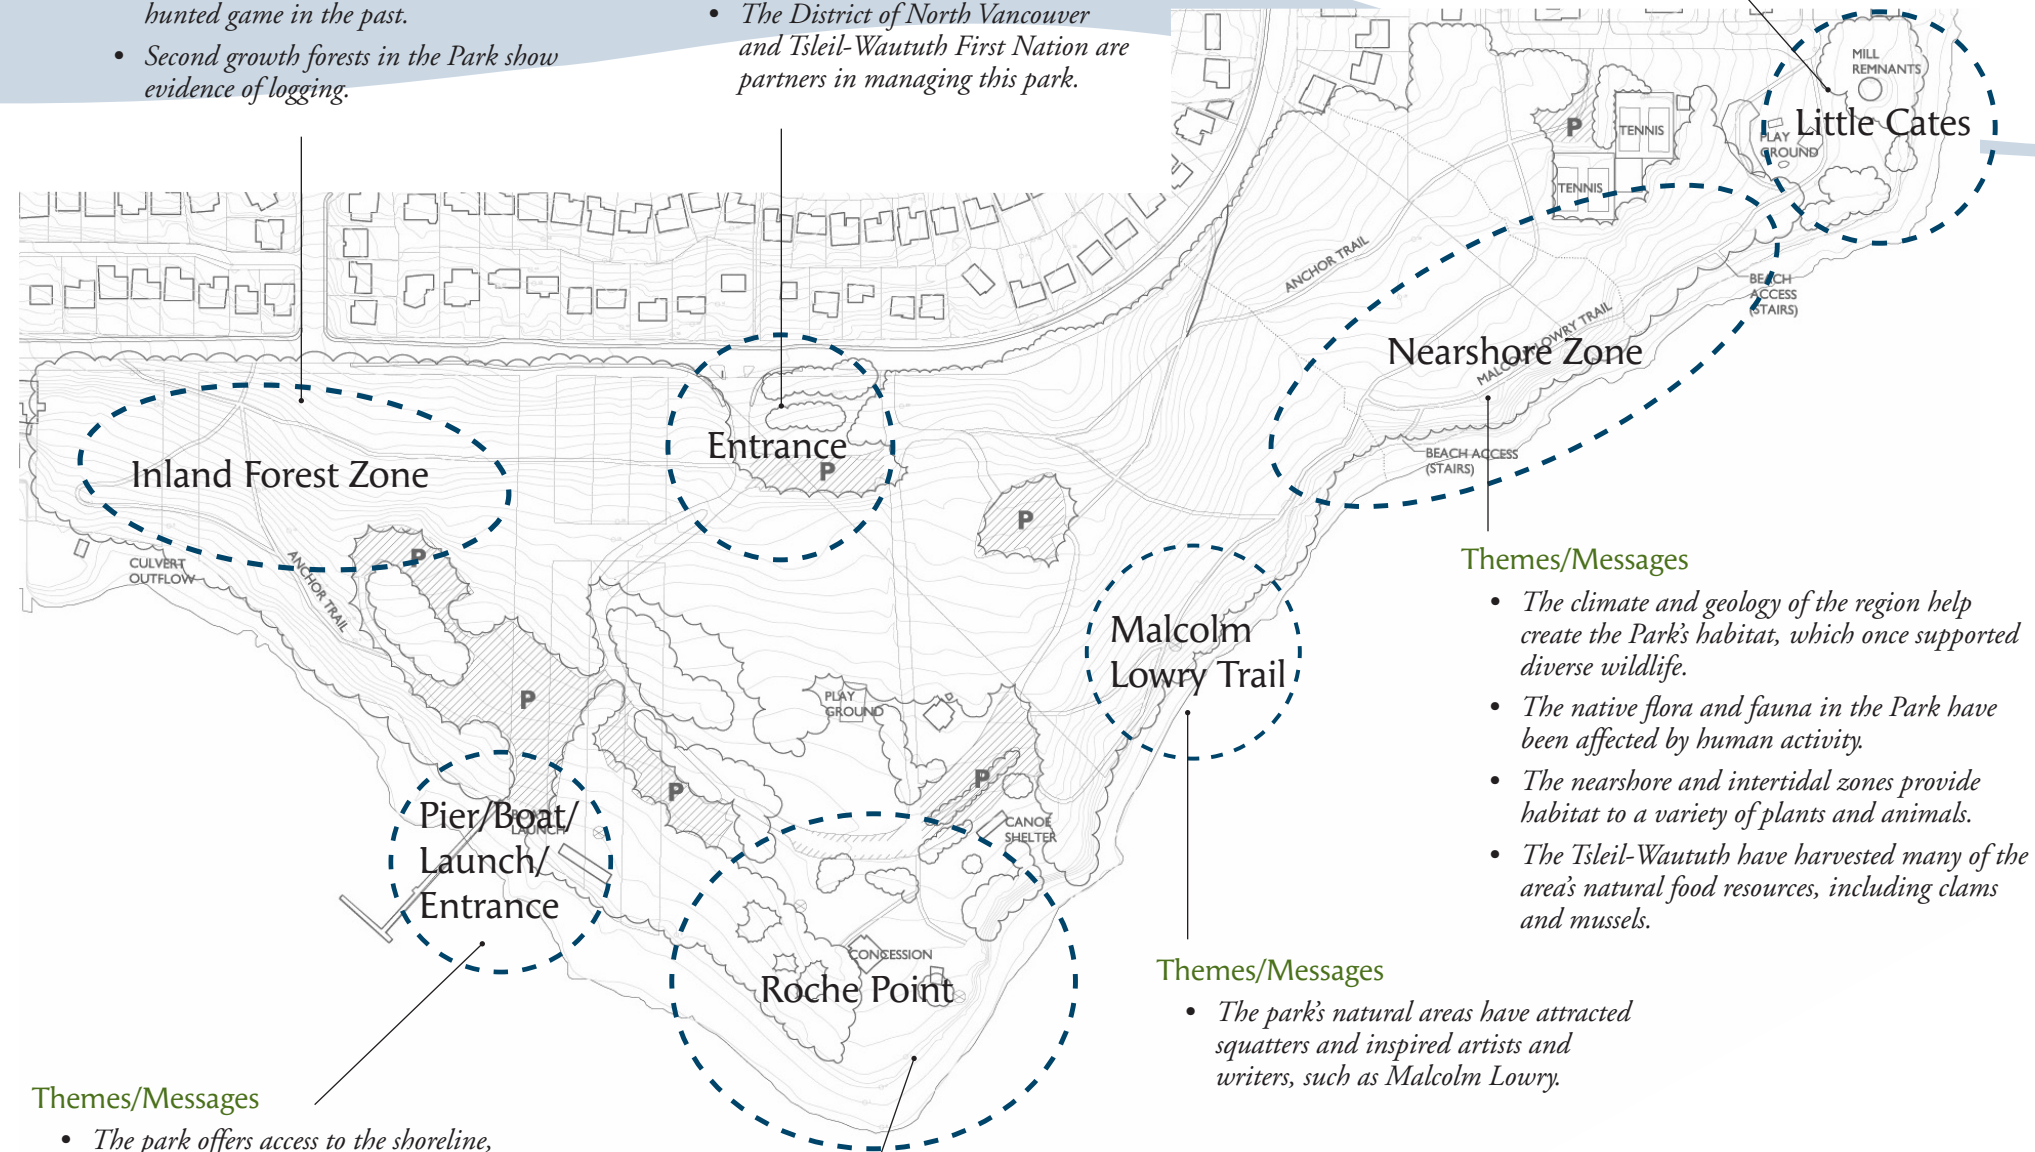 hunted game in the past.
• Second growth forests in the Park show
evidence of logging.
• The District of North Vancouver
and Tsleil-Waututh First Nation are
partners in managing this park.
MILL
REMNANTS
Little Cates
PLAY
GROUND
P
TENNIS
TENNIS
ANCHOR TRAIL
BEACH
ACCESS
(STAIRS)
MALCOLM LOWRY TRAIL
Nearshore Zone
BEACH ACCESS
(STAIRS)
Entrance
P
Inland Forest Zone
P
P
CULVERT
OUTFLOW
ANCHOR TRAIL
Themes/Messages
• The climate and geology of the region help
create the Park's habitat, which once supported
diverse wildlife.
• The native flora and fauna in the Park have
been affected by human activity.
• The nearshore and intertidal zones provide
habitat to a variety of plants and animals.
• The Tsleil-Waututh have harvested many of the
area's natural food resources, including clams
and mussels.
Malcolm
Lowry Trail
P
PLAY
GROUND
P
P
CANOE
SHELTER
Pier/Boat/
Launch/
Entrance
BOAT
LAUNCH
CONCESSION
Roche Point
Themes/Messages
• The park's natural areas have attracted
squatters and inspired artists and
writers, such as Malcolm Lowry.
Themes/Messages
• The park offers access to the shoreline,